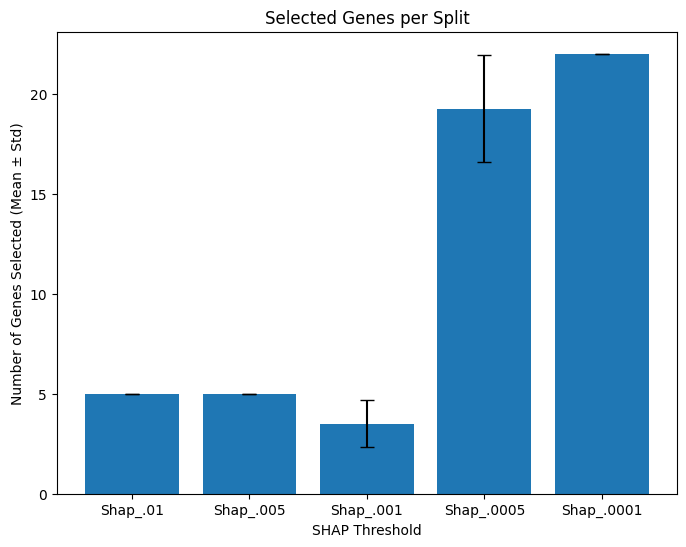 Selected Genes per Split
Number of Genes Selected (Mean ± Std)
20
15
10
5
0
Shap_.01 Shap_.005 Shap_.001 Shap_.0005 Shap_.0001
SHAP Threshold